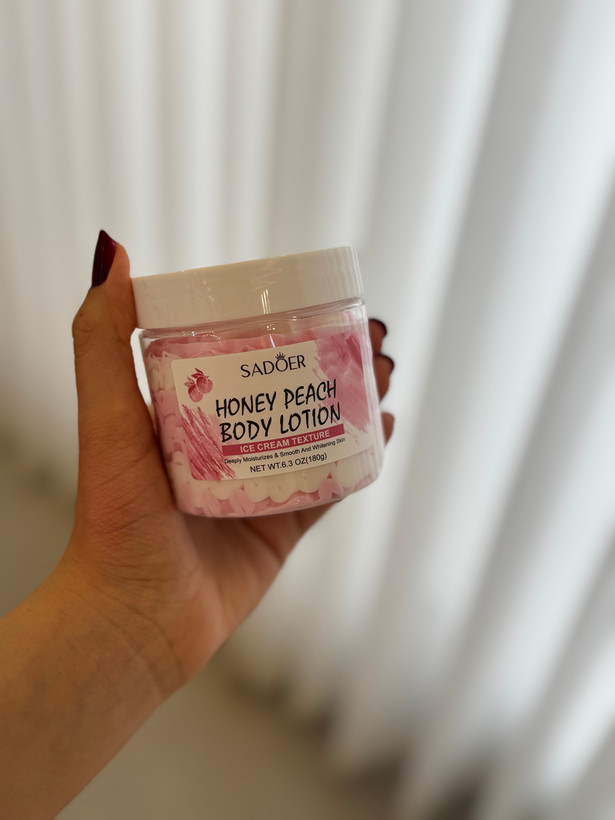 SADOER
HONEY PEACH
BODY LOTION
ICE CREAM TEXTURE
Deeply Moisturizes & Smooth And Whitening Skin
NET WT.6.3 OZ(180g)